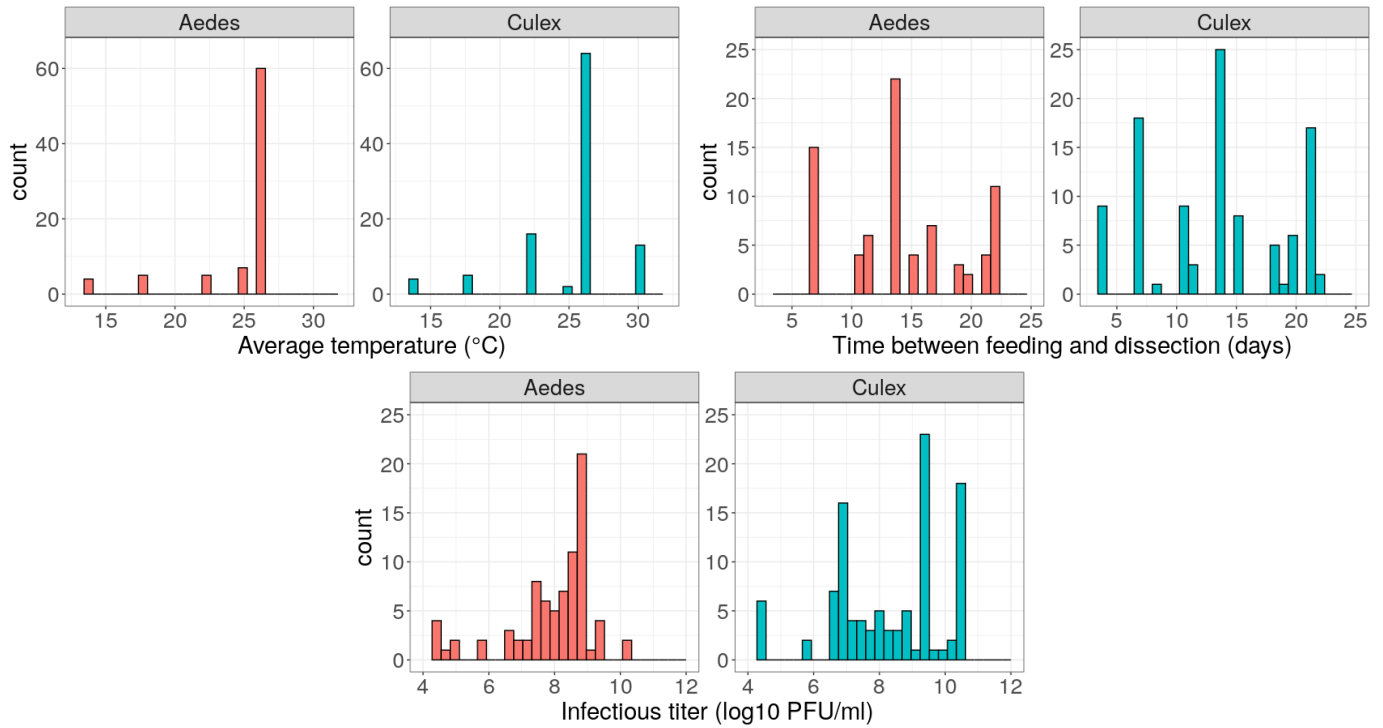 Aedes
Culex
Aedes
Culex
count
60
40
20
0
60
40
20
0
15 20 25 30
15 20 25 30
Average temperature (°C)
count
25
20
15
10
5
0
25
20
15
10
5
0
5 10 15 20 25
5 10 15 20 25
Time between feeding and dissection (days)
Aedes
Culex
count
25
20
15
10
5
0
25
20
15
10
5
0
4 6 8 10 12
4 6 8 10 12
Infectious titer (log10 PFU/ml)